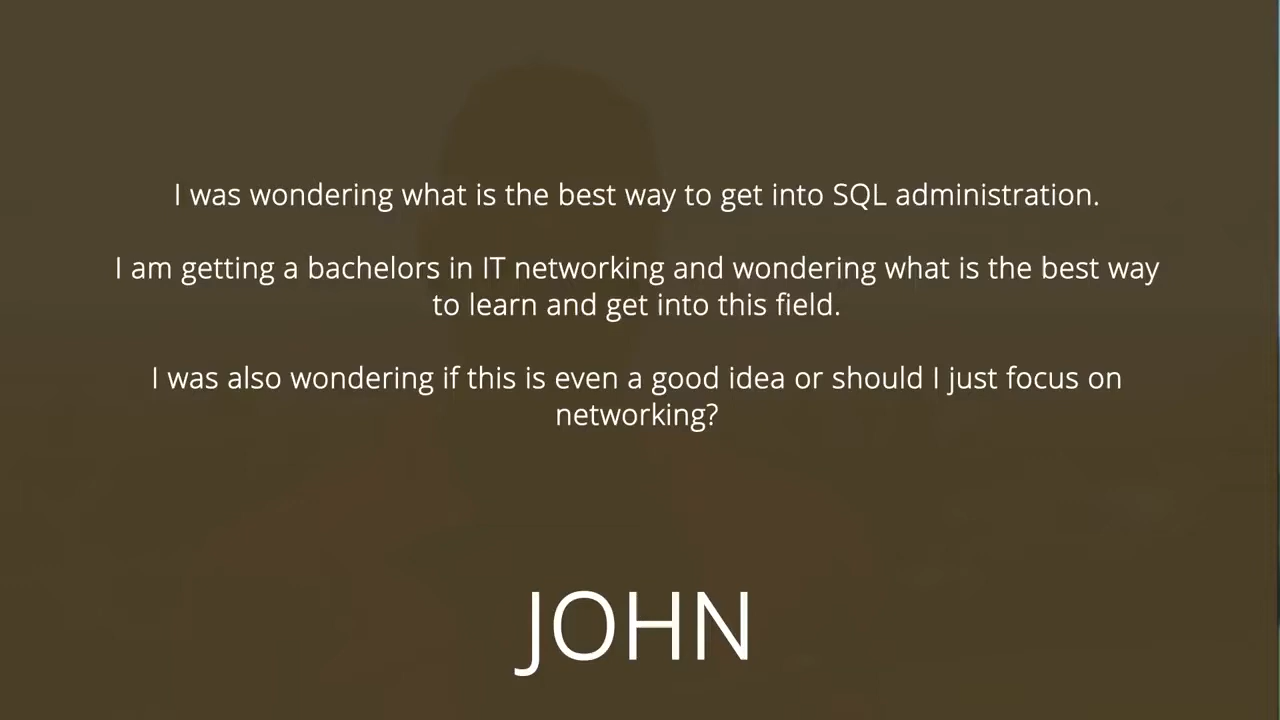 I was wondering what is the best way to get into SQL administration.
I am getting a bachelors in IT networking and wondering what is the best way
to learn and get into this field.
I was also wondering if this is even a good idea or should I just focus on
networking?
JOHN